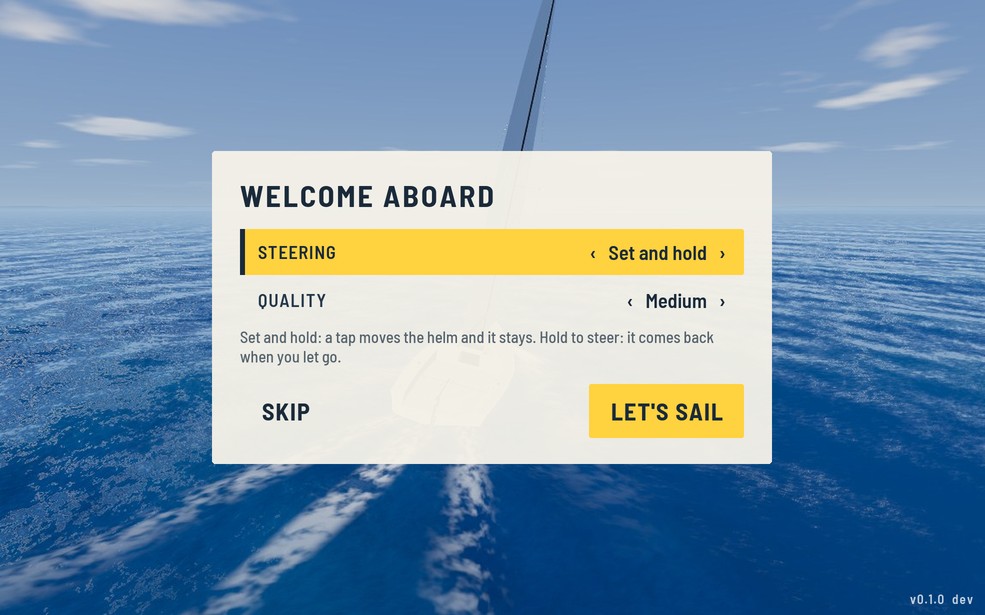 WELCOME ABOARD
STEERING ‹ Set and hold ›
QUALITY ‹ Medium ›
Set and hold: a tap moves the helm and it stays. Hold to steer: it comes back
when you let go.
SKIP LET'S SAIL
v0.1.0 dev